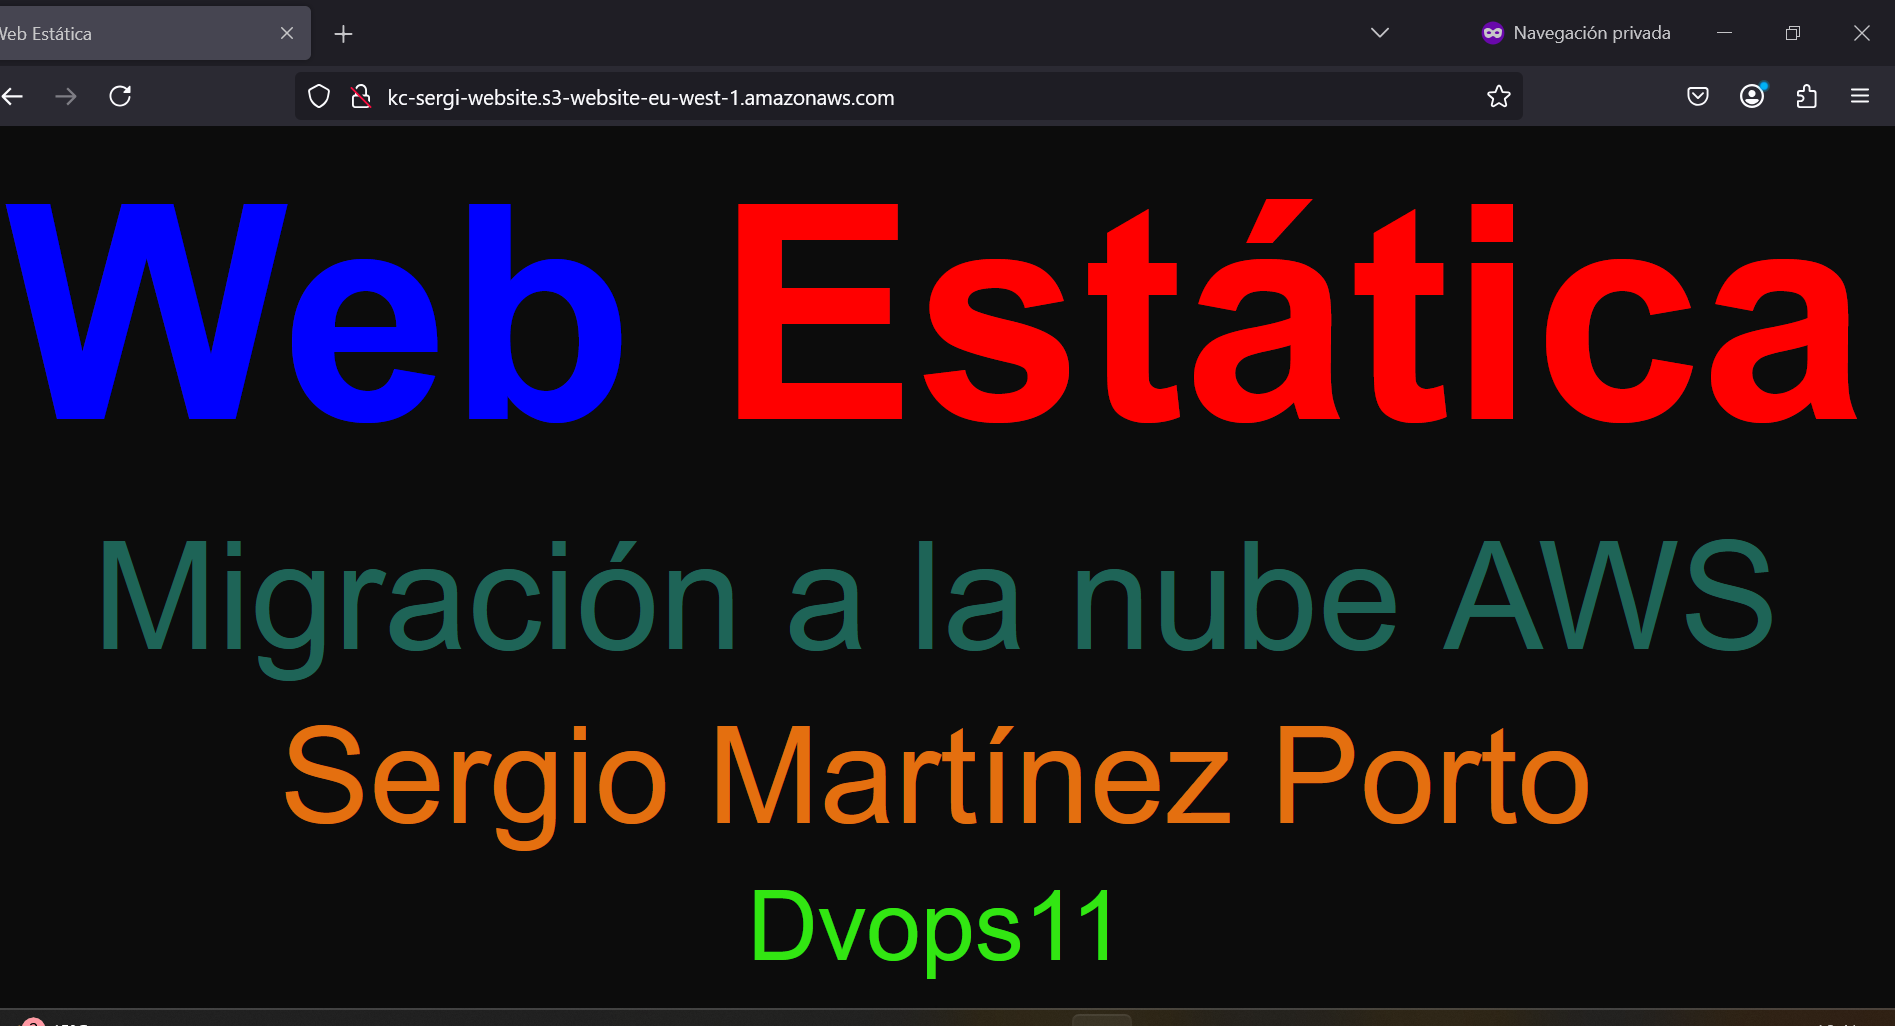 Web Estática
Navegación privada
kc-sergi-website.s3-website-eu-west-1.amazonaws.com
Web Estática
Migración a la nube AWS
Sergio Martínez Porto
Dvops11